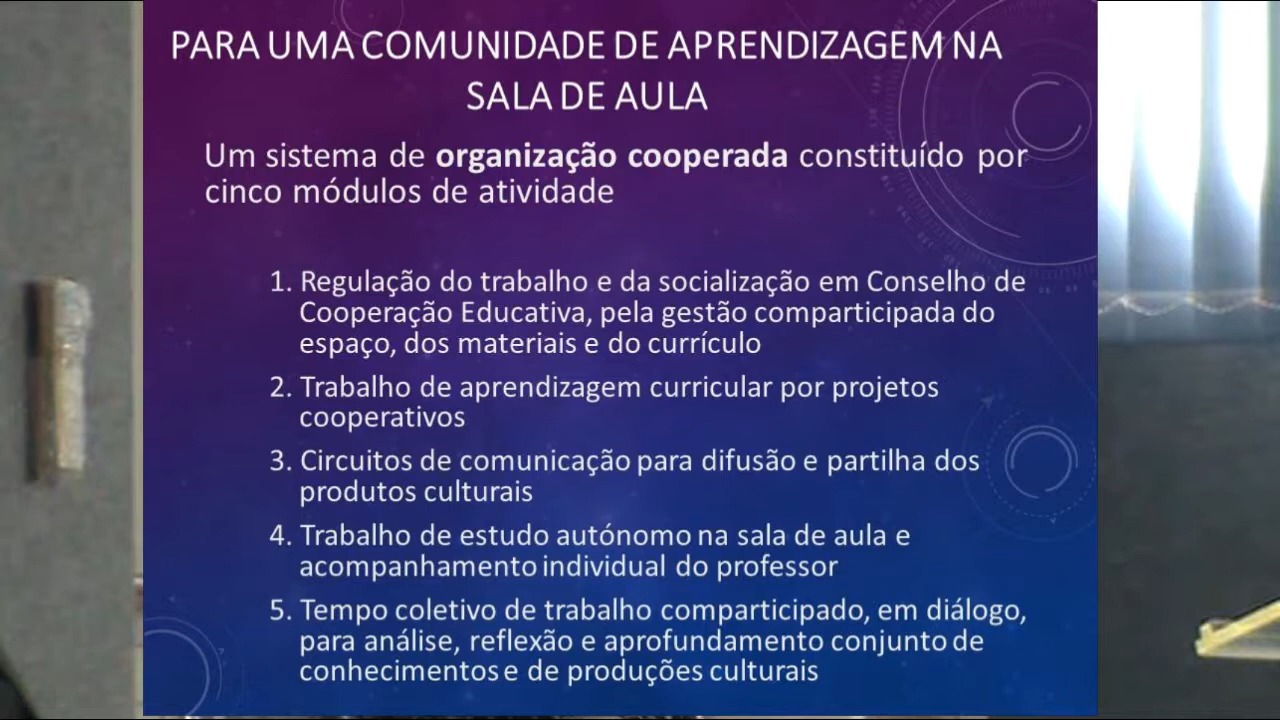 PARA UMA COMUNIDADE DE APRENDIZAGEM NA
SALA DE AULA
Um sistema de organização cooperada constituído por
cinco módulos de atividade
1. Regulação do trabalho e da socialização em Conselho de
Cooperação Educativa, pela gestão comparticipada do
espaço, dos materiais e do currículo
2. Trabalho de aprendizagem curricular por projetos
cooperativos
3. Circuitos de comunicação para difusão e partilha dos
produtos culturais
4. Trabalho de estudo autónomo na sala de aula e
acompanhamento individual do professor
5. Tempo coletivo de trabalho comparticipado, em diálogo,
para análise, reflexão e aprofundamento conjunto de
conhecimentos e de produções culturais